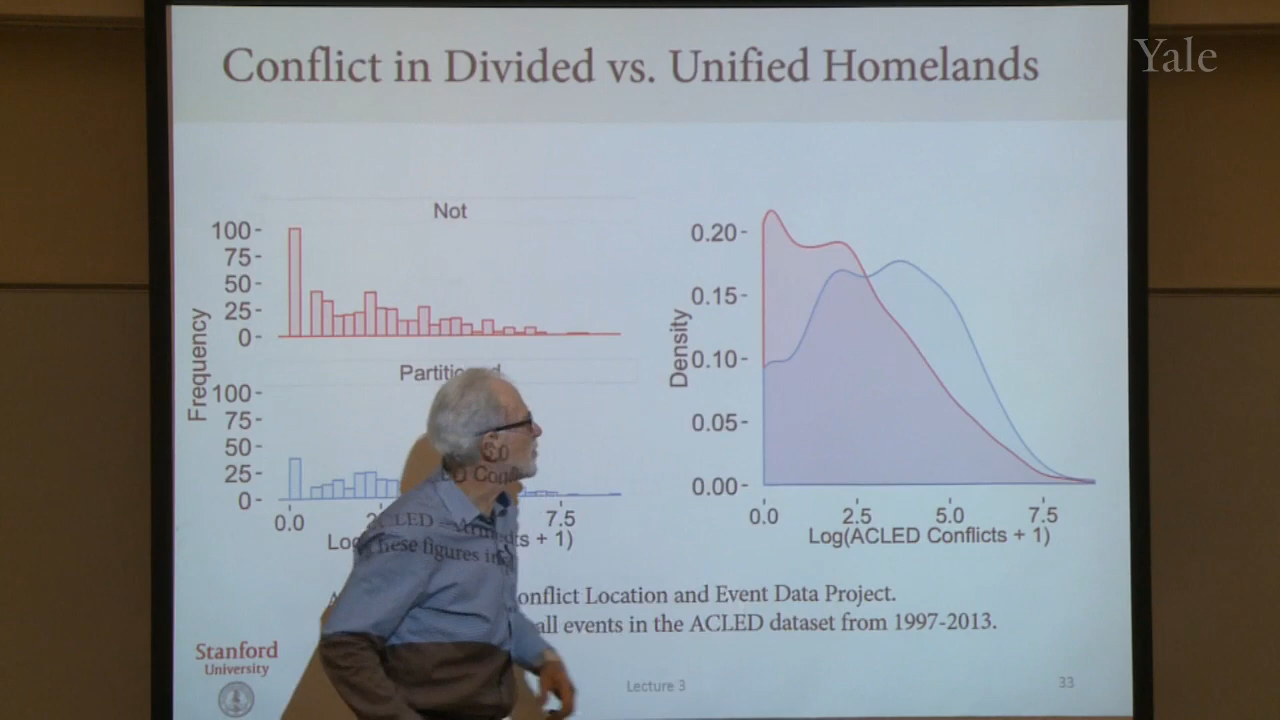 Conflict in Divided vs. Unified Homelands
Yale
Not
100
75
50
25
0
Frequency
100
75
50
25
0
0.0
7.5
+ 1)
0.20
0.15
0.10
0.05
0.00
Density
0.0
2.5
5.0
7.5
Log(ACLED Conflicts + 1)
Conflict Location and Event Data Project.
all events in the ACLED dataset from 1997-2013.
Stanford
University
Lecture 3
33